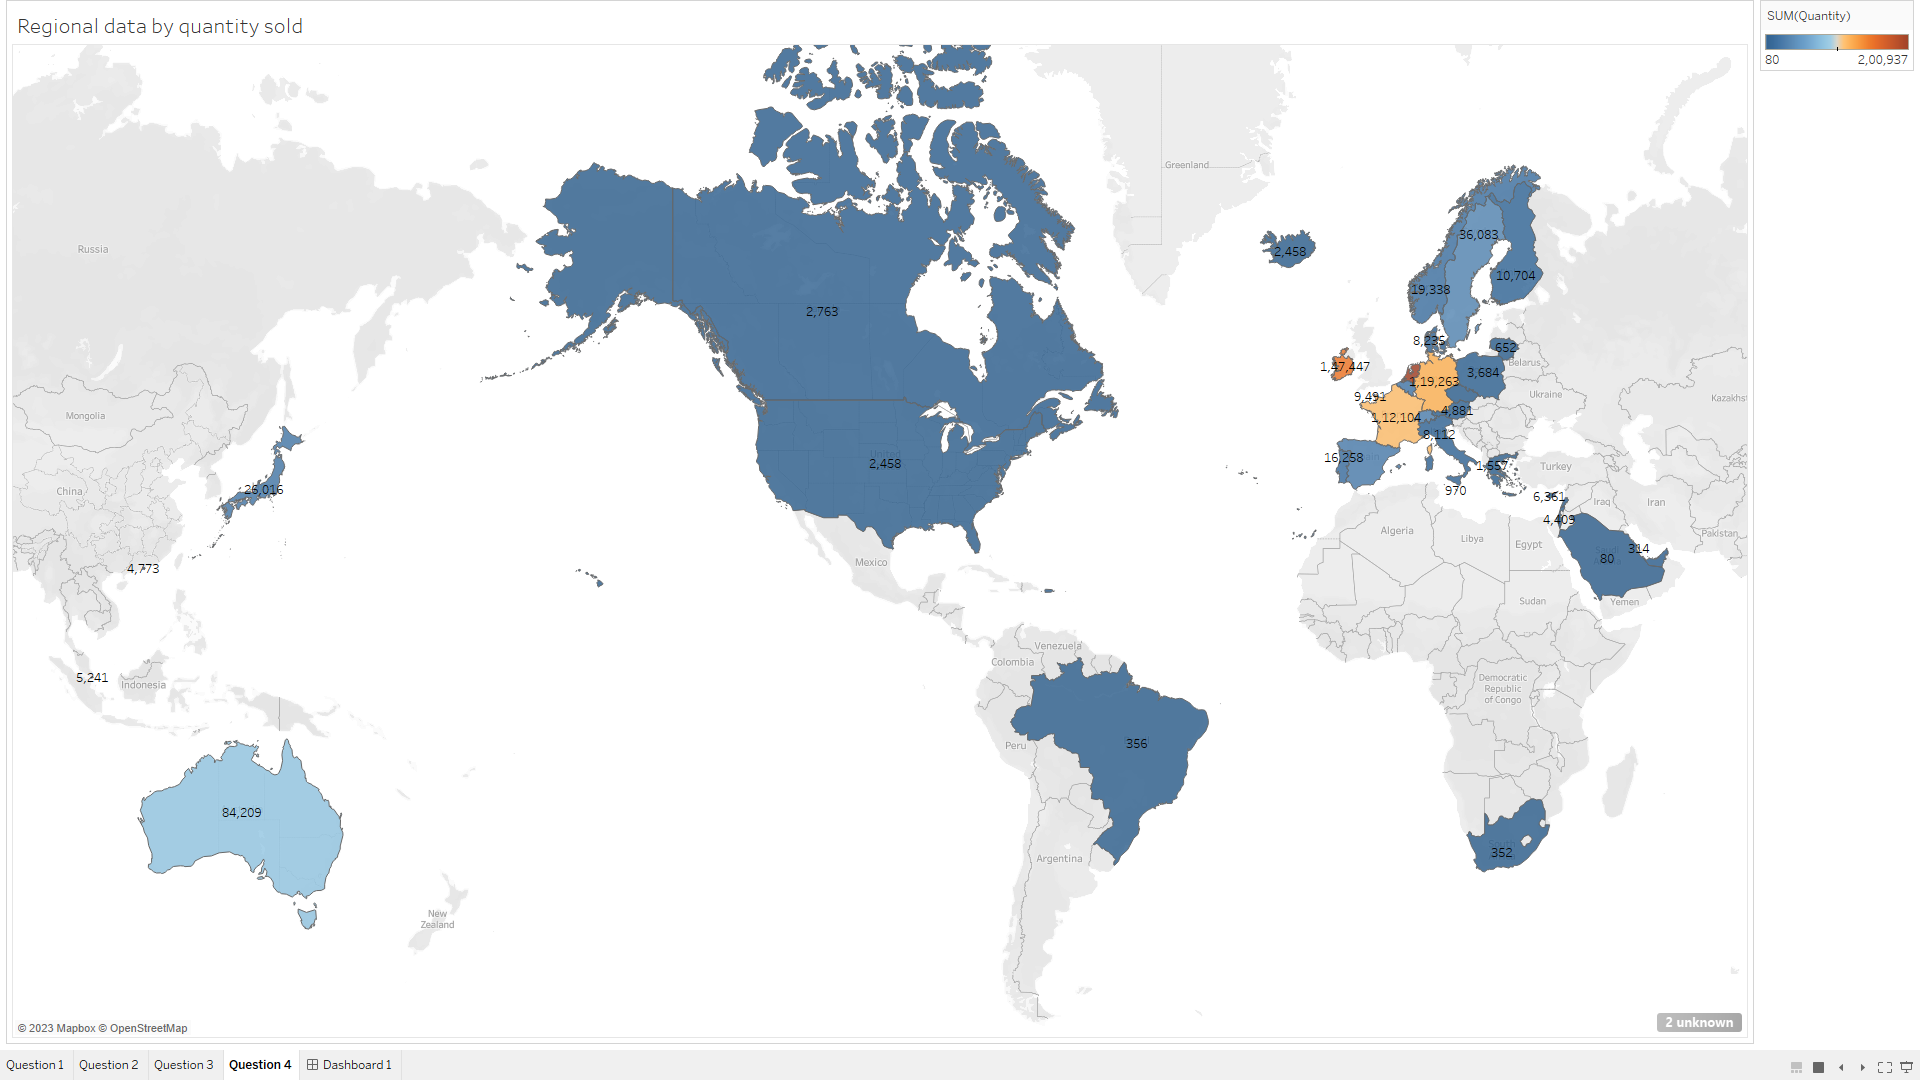 Regional data by quantity sold
SUM(Quantity)
80
2,00,937
Greenland
Russia
2,458
36,083
10,704
19,338
2,763
8,235
652
Belarus
1,47,447
3,684
1,19,263
9,491
Ukraine
Kazakhs
Mongolia
4,881
1,12,104
8,112
United
2,458
16,258
1,557
Turkey
26,016
China
970
6,361
Iraq
Iran
4,409
Algeria
Libya
Egypt
Pakistan
314
80
4,773
Mexico
Sudan
Yemen
Venezuela
Colombia
5,241
Indonesia
Democratic
Republic
of Congo
356
Peru
84,209
352
Argentina
New
Zealand
© 2023 Mapbox © OpenStreetMap
2 unknown
Question 1
Question 2
Question 3
Question 4
Dashboard 1